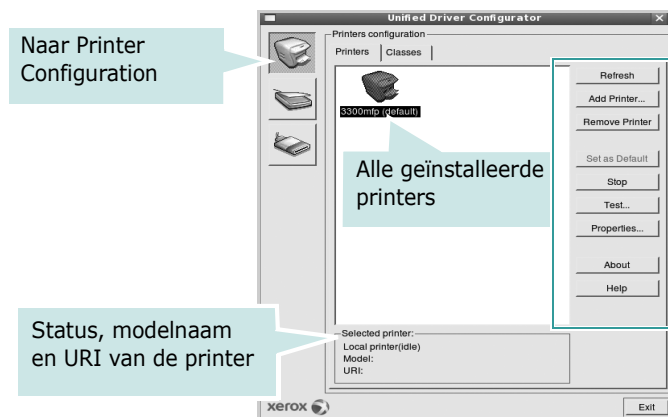 Unified Driver Configurator
Naar Printer
Configuration
Printers configuration
Printers
Classes
3300mfp (default)
Alle geïnstalleerde
printers
Refresh
Add Printer...
Remove Printer
Set as Default
Stop
Test...
Properties...
About
Help
Status, modelnaam
en URI van de printer
Selected printer:
Local printer(idle)
Model:
URI:
xerox
Exit